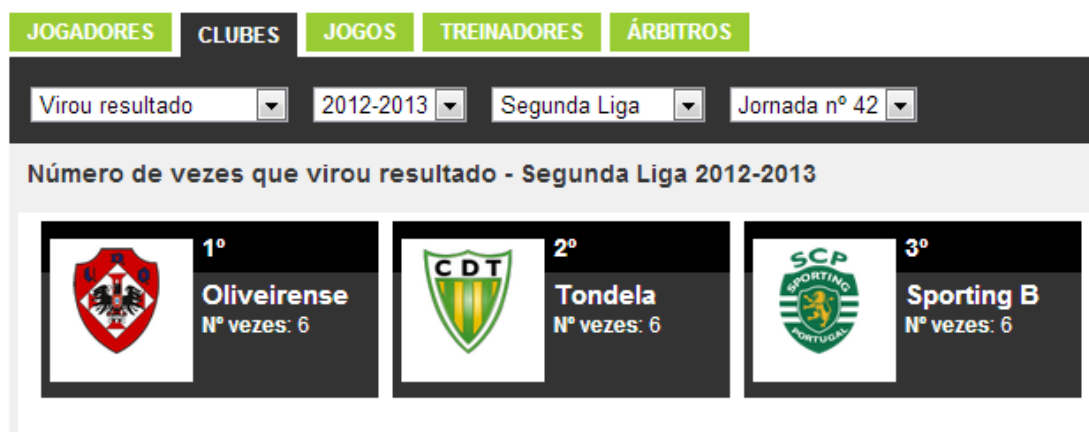 JOGADORES CLUBES JOGOS TREINADORES ÁRBITROS
Virou resultado 2012-2013 Segunda Liga Jornada nº 42
Número de vezes que virou resultado - Segunda Liga 2012-2013
1º
Oliveirense
Nº vezes: 6
CDT
2º
Tondela
Nº vezes: 6
SCP
SPORTING
PORTUGAL
3º
Sporting B
Nº vezes: 6